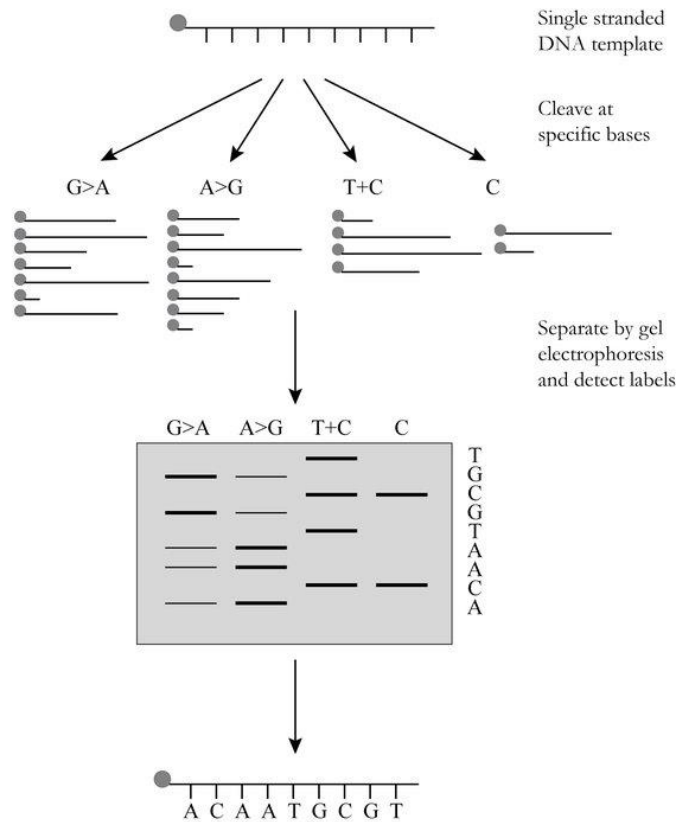 Single stranded
DNA template
Cleave at
specific bases
G>A A>G T+C C
Separate by gel
electrophoresis
and detect labels
G>A A>G T+C C
T
G
C
G
T
A
A
C
A
A C A A T G C G T